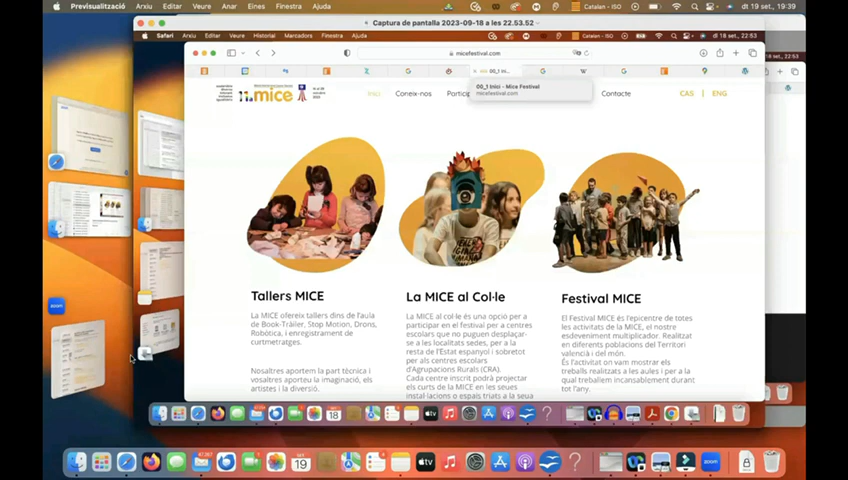 Previsualització Arxiu Editar Veure Anar Eines Finestra Ajuda Catalan - ISO dt 19 set., 19:39
Captura de pantalla 2023-09-18 a les 22.53.52
Safari Arxiu Editar Veure Historial Marcadors Finestra Ajuda Catalan - ISO dl 18 set., 22:53
micefestival.com
00_1 Inici - Mice Festival
micefestival.com
mice Inici Coneix-nos Contacte CAS | ENG
Tallers MICE
La MICE ofereix tallers dins de l'aula
de Book-Tràiler, Stop Motion, Drons,
Robòtica, i enregistrament de
curtmetratges.
Nosaltres aportem la part tècnica i
vosaltres aporteu la imaginació, els
artistes i la diversió.
La MICE al Col·le
La MICE al col·le és una opció per a
participar en el festival per a centres
escolars que no puguen desplaçar-
se a les localitats sedes, per a la
resta de l'Estat espanyol i sobretot
per als centres escolars
d'Agrupacions Rurals (CRA).
Cada centre inscrit podrà projectar
els curts de la MICE en les seues
instal·lacions o espais triats a la seua
Festival MICE
El Festival MICE és l'epicentre de totes
les activitats de la MICE, el nostre
esdeveniment multiplicador. Realitzat
en diferents poblacions del Territori
valencià i del món.
És l'activitat on vam mostrar els
treballs realitzats a les aules i per a la
qual treballem incansablement durant
tot l'any.
zoom
18
19
zoom